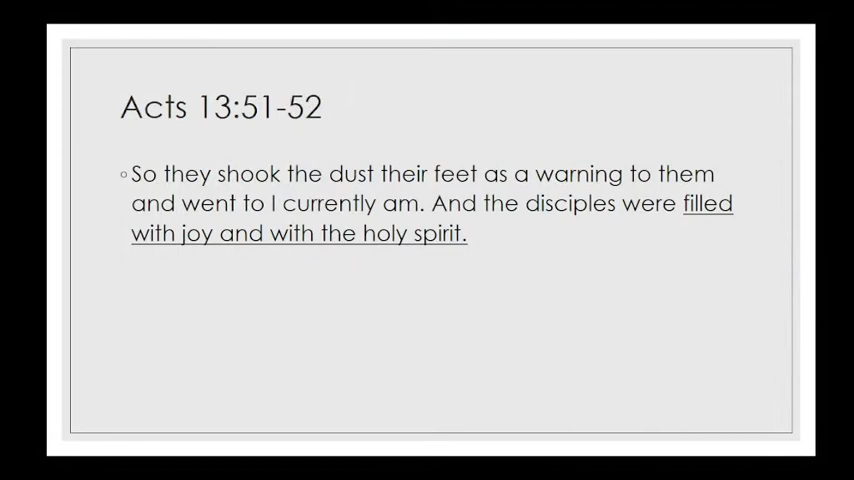 Acts 13:51-52
◦So they shook the dust their feet as a warning to them
and went to I currently am. And the disciples were filled
with joy and with the holy spirit.